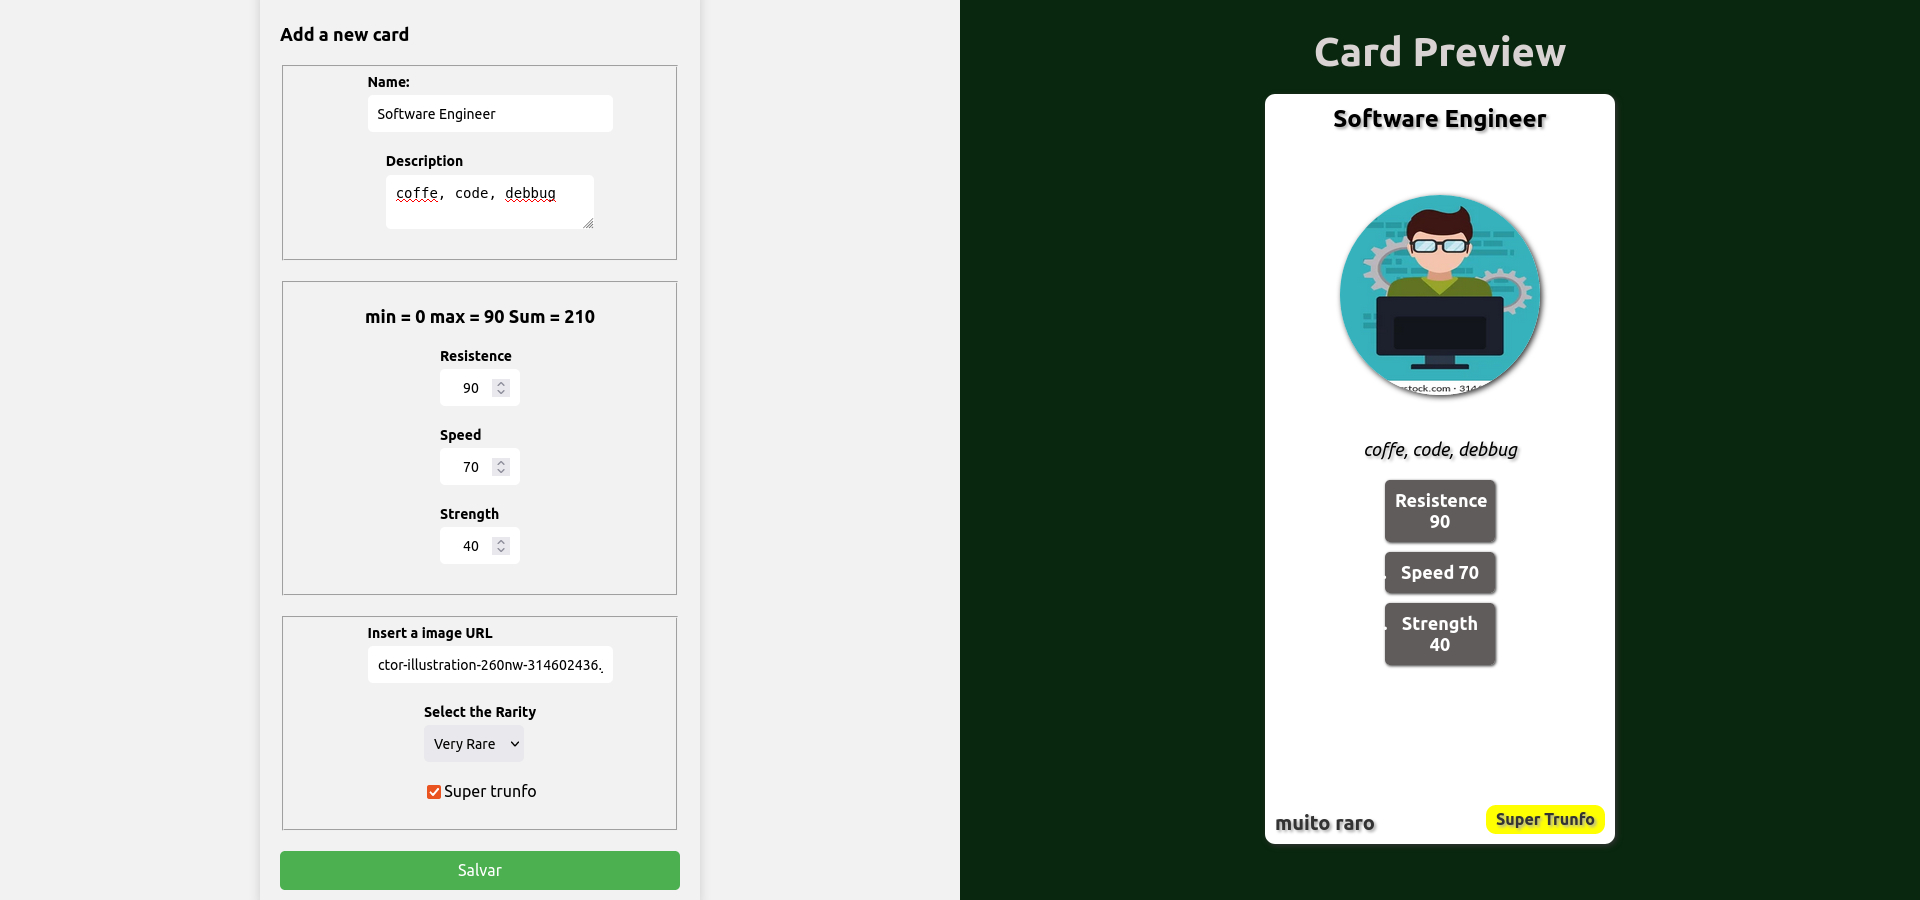 Add a new card
Name:
Software Engineer
Description
coffe, code, debbug
min = 0 max = 90 Sum = 210
Resistence
90
Speed
70
Strength
40
Insert a image URL
ctor-illustration-260nw-314602436.
Select the Rarity
Very Rare
Super trunfo
Salvar
Card Preview
Software Engineer
stock.com · 314
coffe, code, debbug
Resistence
90
Speed 70
Strength
40
muito raro
Super Trunfo